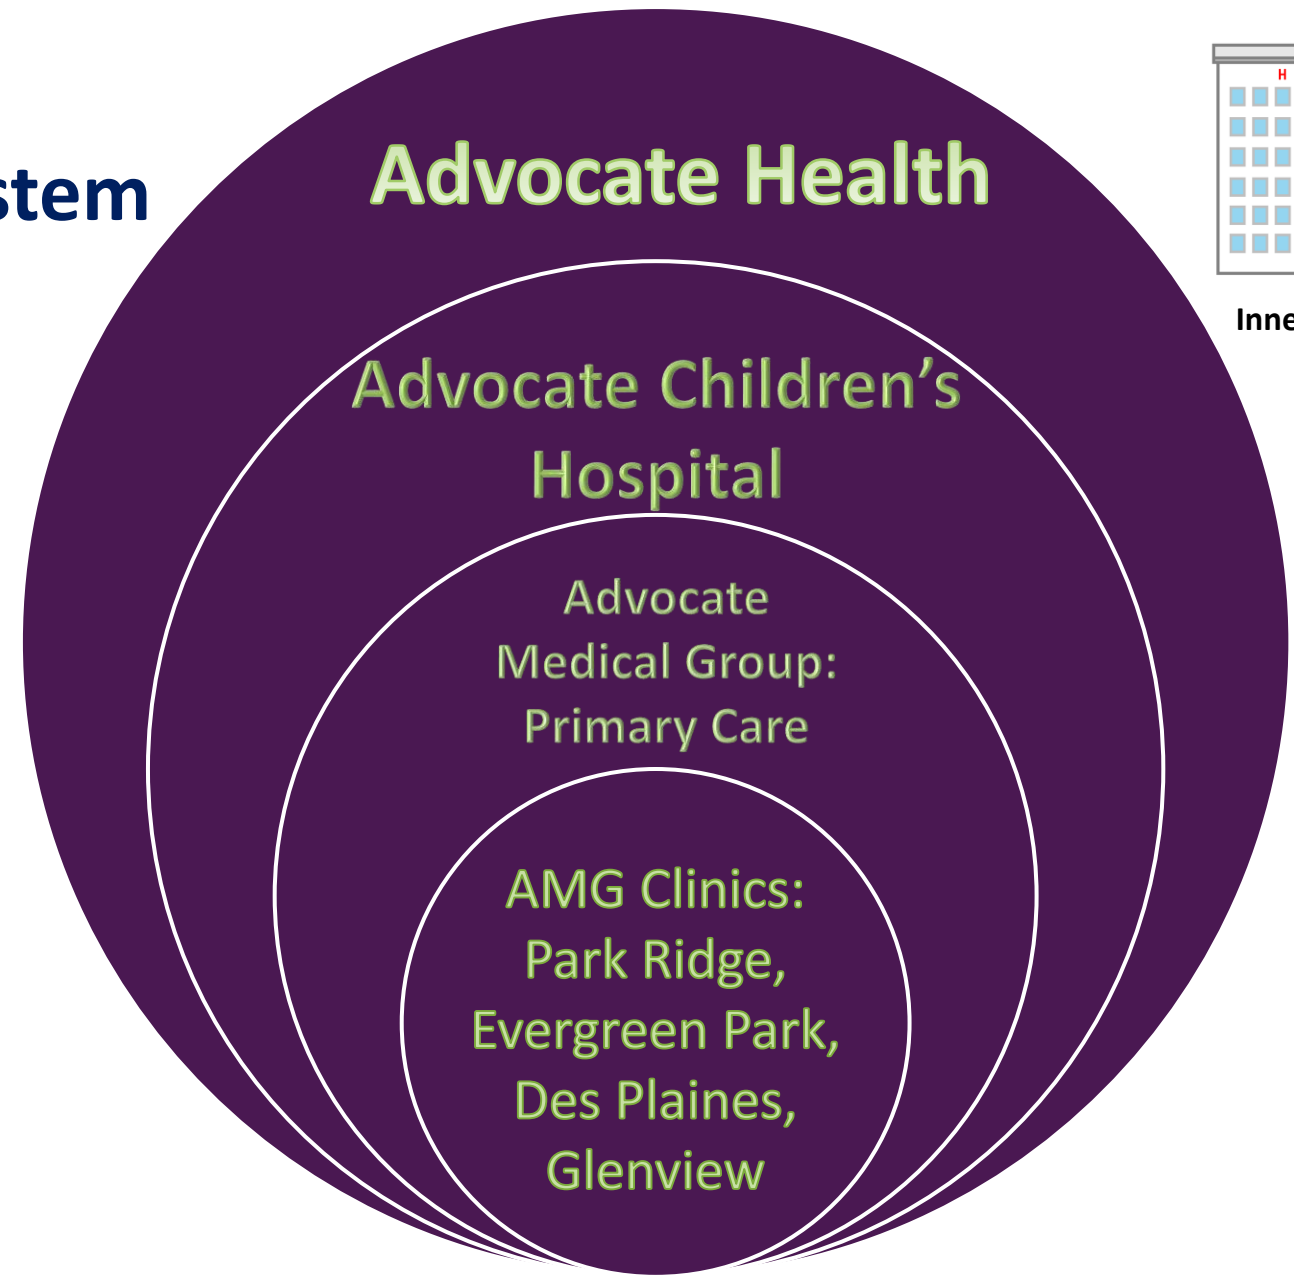 stem
Advocate Health
H
Inne
Advocate Children’s
Hospital
Advocate
Medical Group:
Primary Care
AMG Clinics:
Park Ridge,
Evergreen Park,
Des Plaines,
Glenview